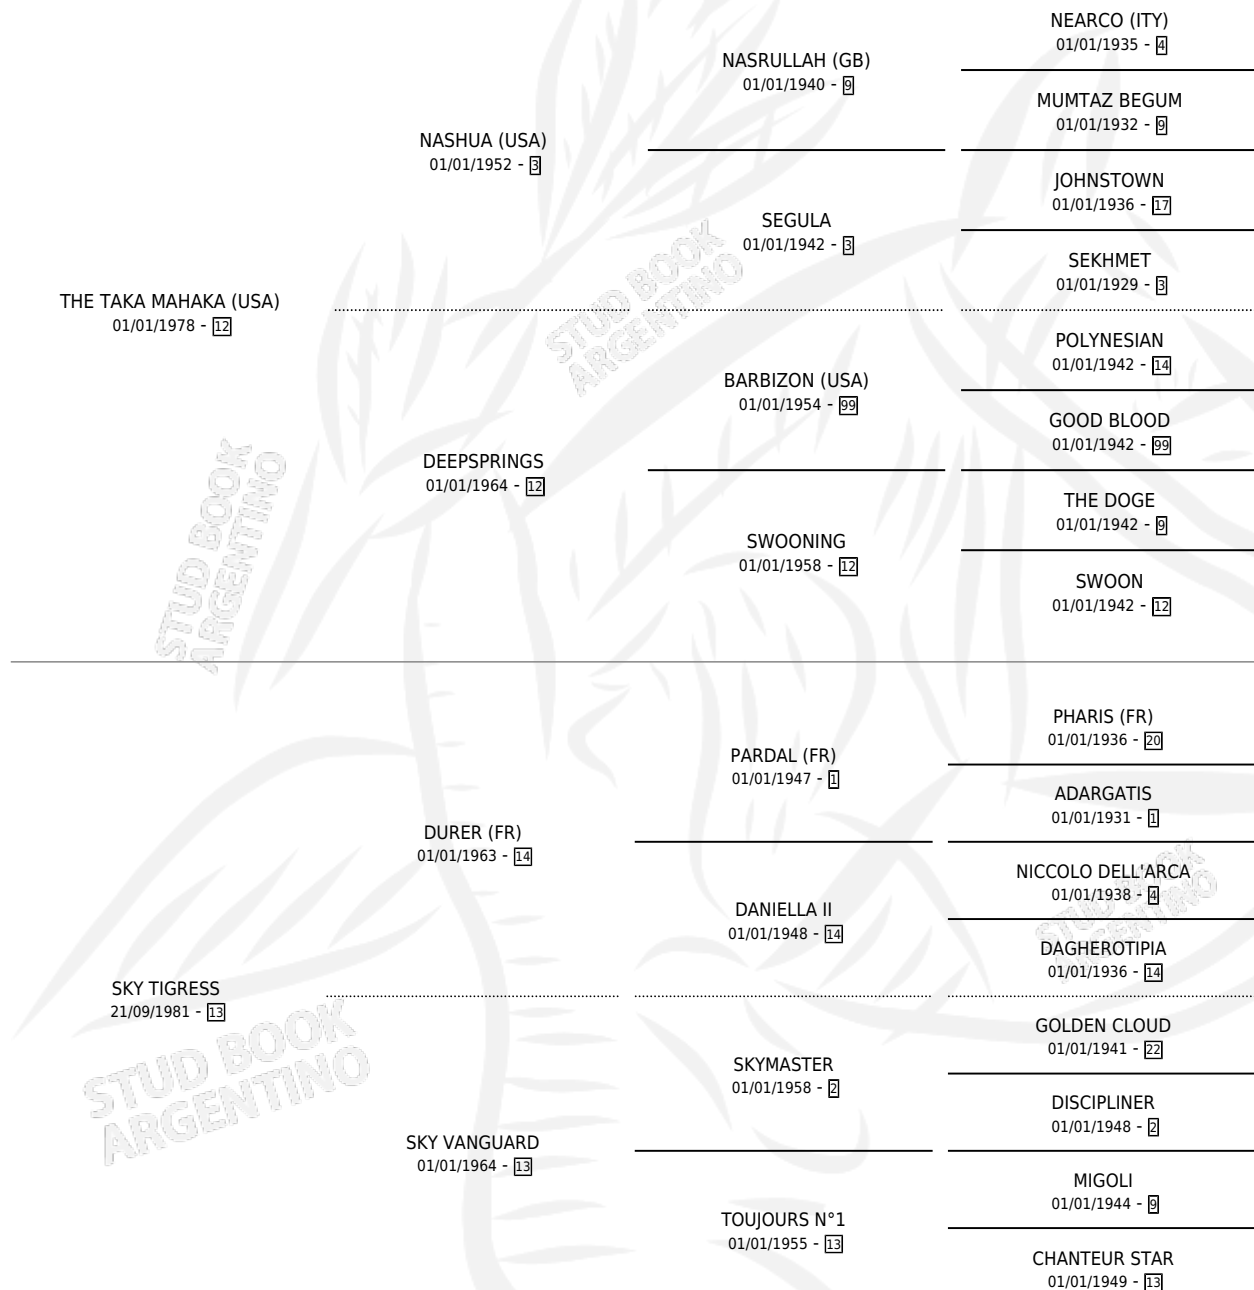 NEARCO (ITY)
01/01/1935 - 4
NASRULLAH (GB)
01/01/1940 - 9
MUMTAZ BEGUM
01/01/1932 - 9
NASHUA (USA)
01/01/1952 - 3
JOHNSTOWN
01/01/1936 - 17
SEGULA
01/01/1942 - 3
SEKHMET
01/01/1929 - 3
THE TAKA MAHAKA (USA)
01/01/1978 - 12
POLYNESIAN
01/01/1942 - 14
BARBIZON (USA)
01/01/1954 - 99
GOOD BLOOD
01/01/1942 - 99
DEEPSPRINGS
01/01/1964 - 12
THE DOGE
01/01/1942 - 9
SWOONING
01/01/1958 - 12
SWOON
01/01/1942 - 12
STUD BOOK
ARGENTINO
STUD BOOK
ARGENTINO
PHARIS (FR)
01/01/1936 - 20
PARDAL (FR)
01/01/1947 - 1
ADARGATIS
01/01/1931 - 1
DURER (FR)
01/01/1963 - 14
NICCOLO DELL'ARCA
01/01/1938 - 4
DANIELLA II
01/01/1948 - 14
DAGHEROTIPIA
01/01/1936 - 14
STUD BOOK
ARGENTINO
SKY TIGRESS
21/09/1981 - 13
GOLDEN CLOUD
01/01/1941 - 22
SKYMASTER
01/01/1958 - 2
DISCIPLINER
01/01/1948 - 2
SKY VANGUARD
01/01/1964 - 13
MIGOLI
01/01/1944 - 9
TOUJOURS N°1
01/01/1955 - 13
CHANTEUR STAR
01/01/1949 - 13
STUD BOOK
ARGENTINO